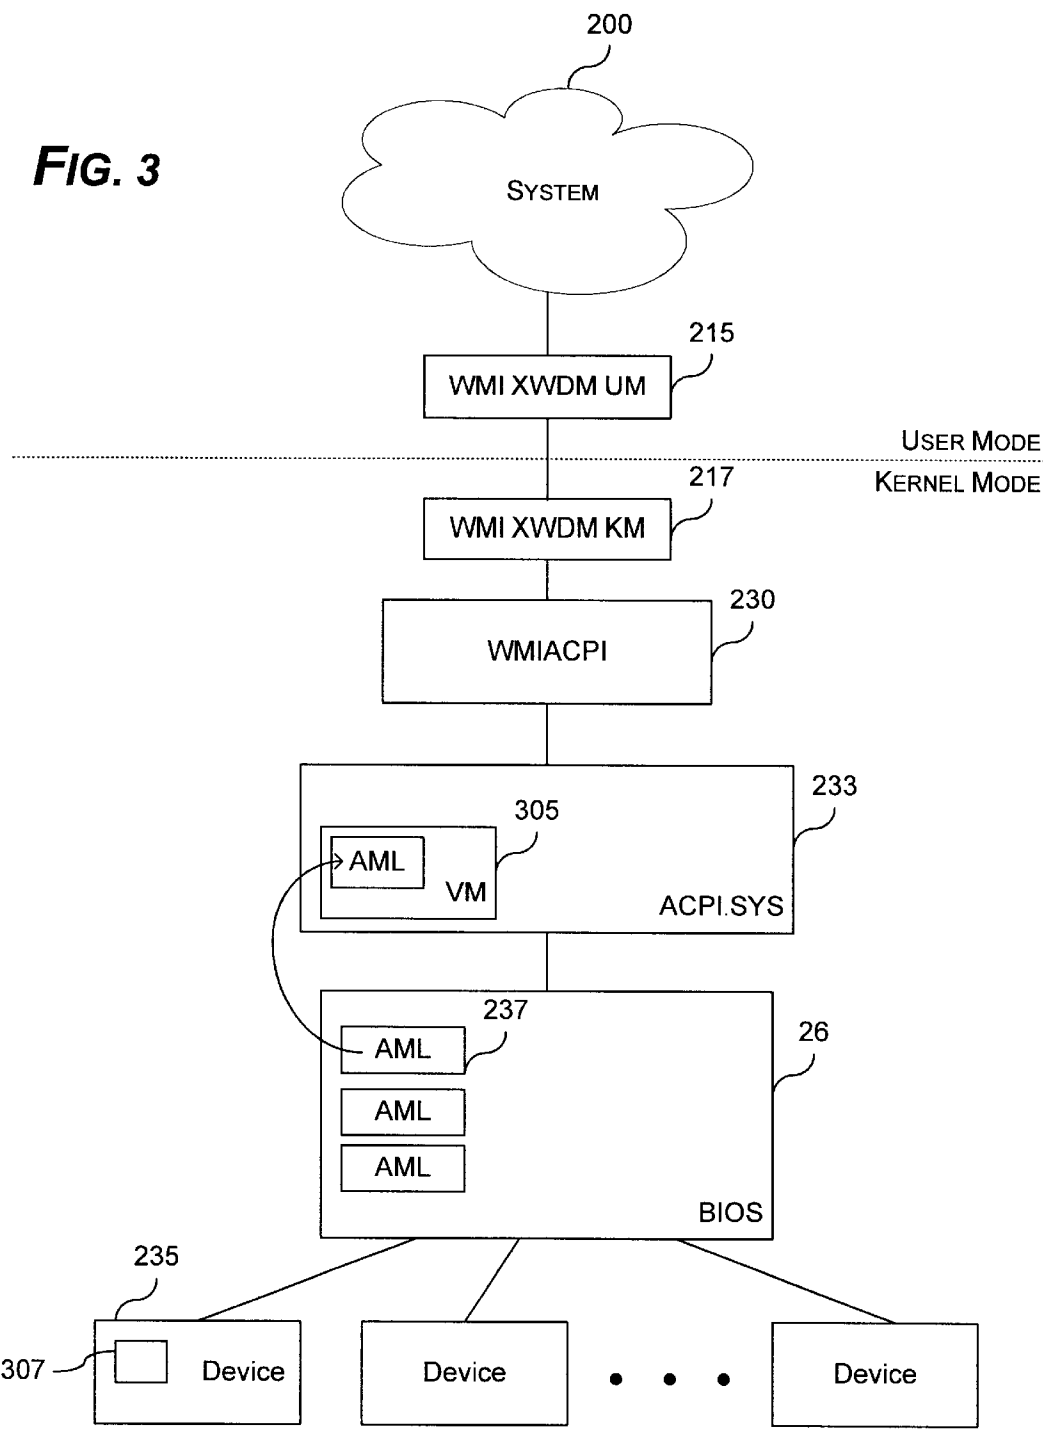 200
FIG. 3
SYSTEM
215
WMI XWDM UM
USER MODE
KERNEL MODE
217
WMI XWDM KM
230
WMIACPI
233
305
AML
VM
ACPI.SYS
237
26
AML
AML
AML
BIOS
235
307
Device
Device
Device